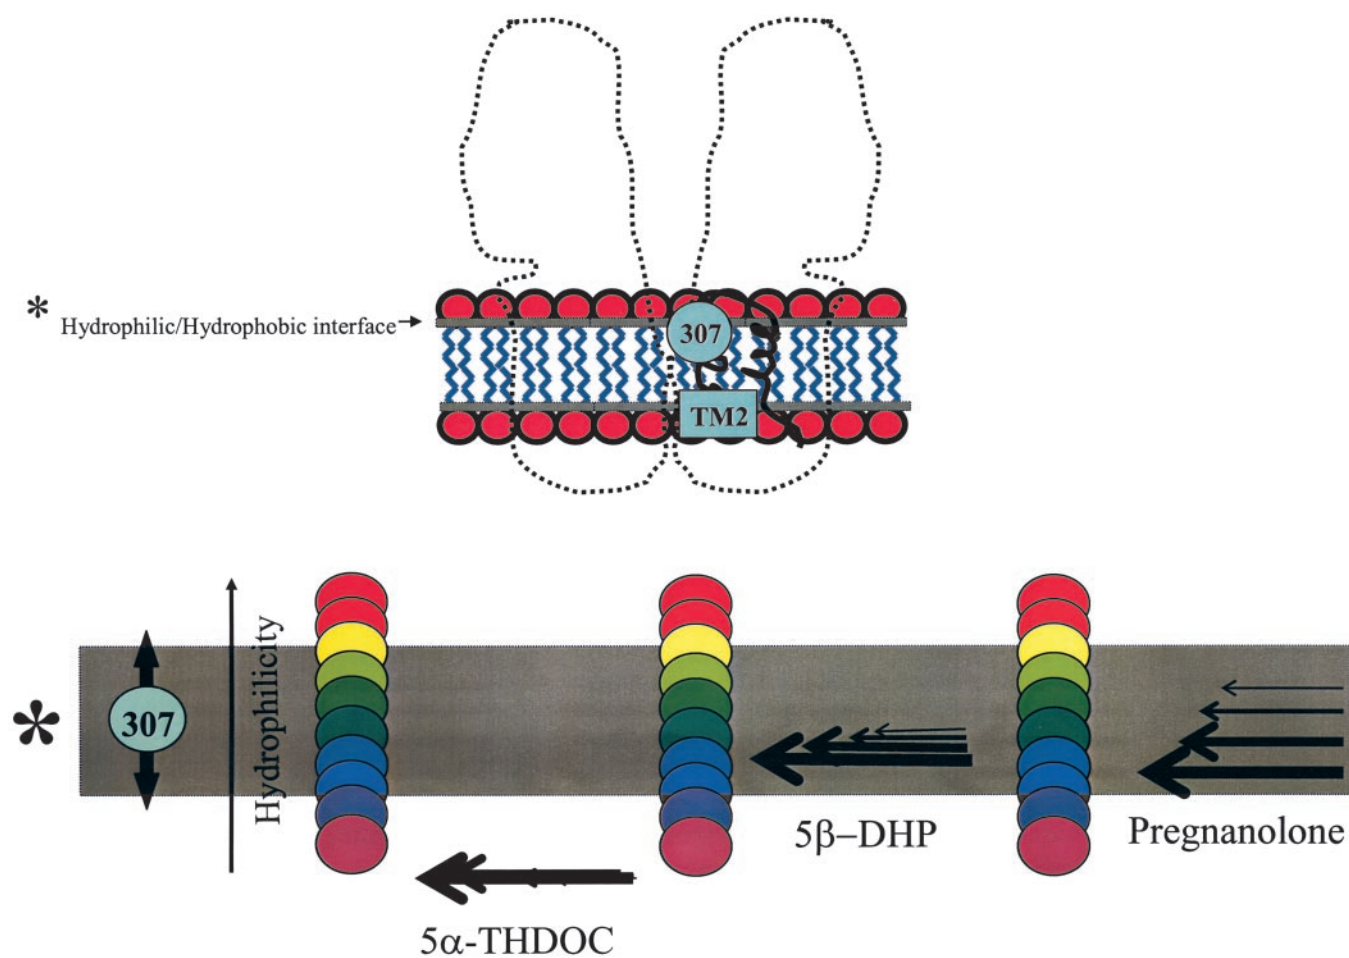 * Hydrophilic/Hydrophobic interface
307
TM2
*
307
Hydrophilicity
5β–DHP
Pregnanolone
5α-THDOC